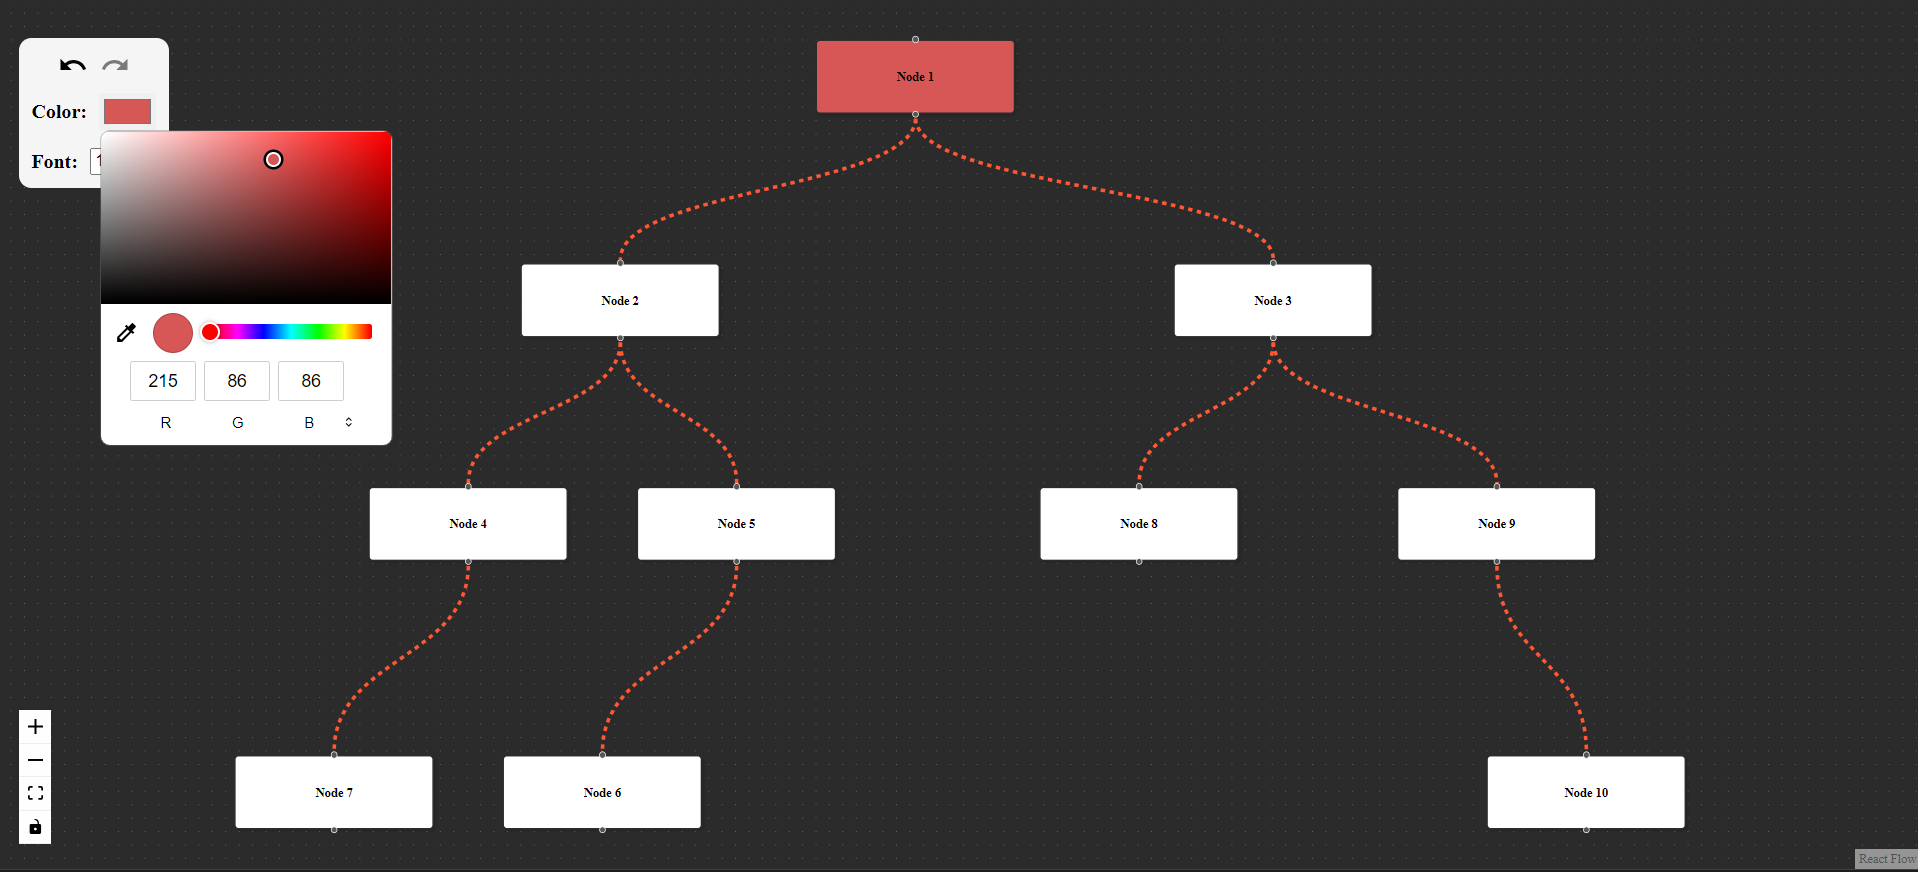 Node 1
Color:
Font:
Node 2
Node 3
215 86 86
R G B
Node 4
Node 5
Node 8
Node 9
Node 7
Node 6
Node 10
React Flow